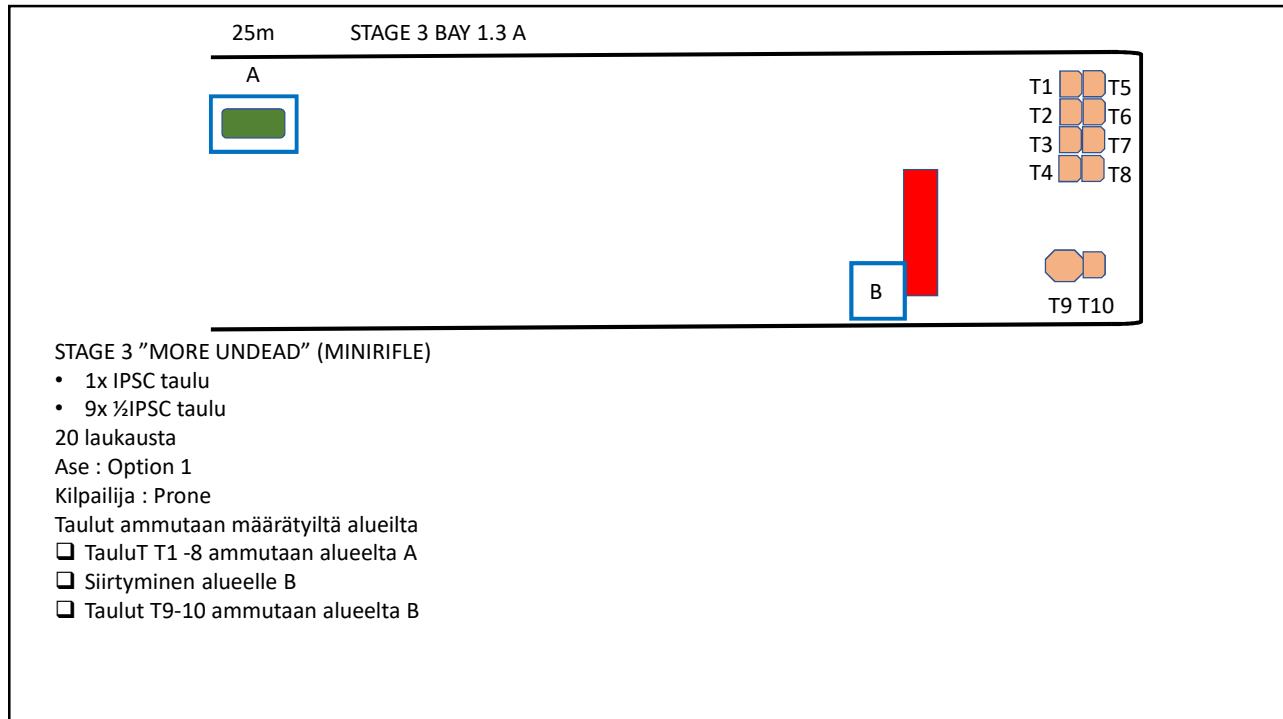 25m STAGE 3 BAY 1.3 A
A
T1 T5
T2 T6
T3 T7
T4 T8
B
T9 T10
STAGE 3 ”MORE UNDEAD” (MINIRIFLE)
• 1x IPSC taulu
• 9x ½IPSC taulu
20 laukausta
Ase : Option 1
Kilpailija : Prone
Taulut ammutaan määrätyiltä alueilta
❑ TauluT T1 -8 ammutaan alueelta A
❑ Siirtyminen alueelle B
❑ Taulut T9-10 ammutaan alueelta B